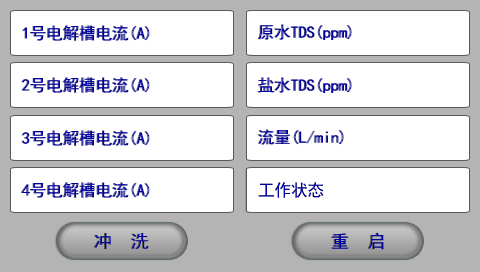 1号电解槽电流(A)
原水TDS(ppm)
2号电解槽电流(A)
盐水TDS(ppm)
3号电解槽电流(A)
流量(L/min)
4号电解槽电流(A)
工作状态
冲 洗
重 启